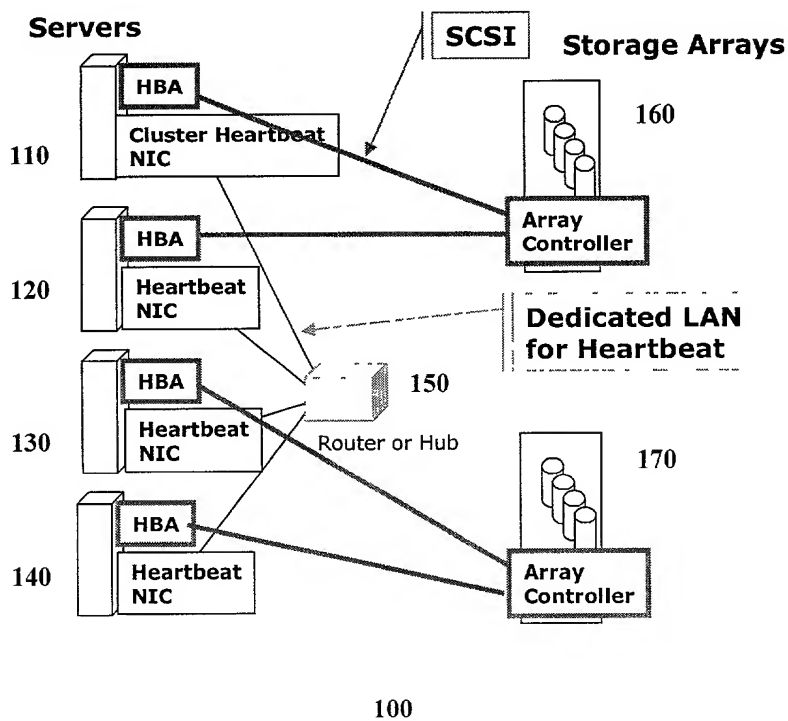 Servers
SCSI
Storage Arrays
HBA
160
Cluster Heartbeat
NIC
110
Array
Controller
HBA
120
Heartbeat
NIC
Dedicated LAN
for Heartbeat
HBA
150
130
Heartbeat
NIC
Router or Hub
170
HBA
140
Heartbeat
NIC
Array
Controller
100